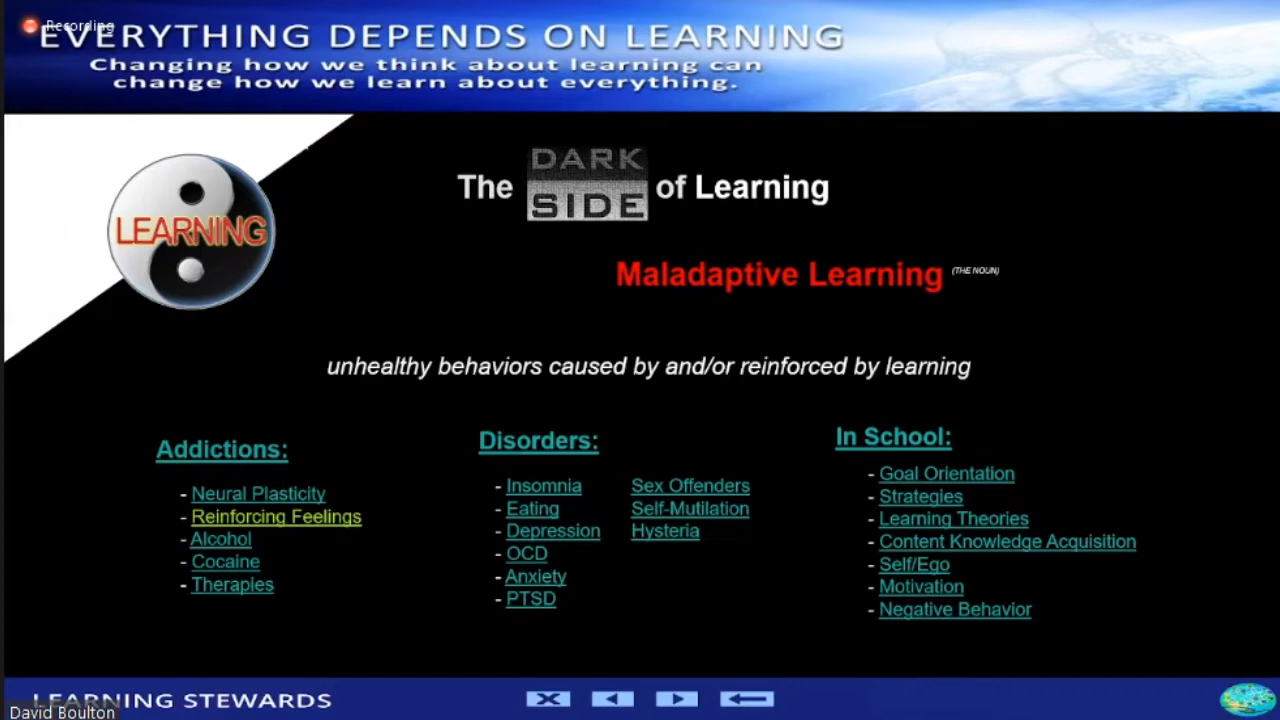 Recording
EVERYTHING DEPENDS ON LEARNING
Changing how we think about learning can
change how we learn about everything.
LEARNING
The DARK SIDE of Learning
Maladaptive Learning (THE NOUN)
unhealthy behaviors caused by and/or reinforced by learning
Addictions:
- Neural Plasticity
- Reinforcing Feelings
- Alcohol
- Cocaine
- Therapies
Disorders:
- Insomnia
- Eating
- Depression
- OCD
- Anxiety
- PTSD
Sex Offenders
Self-Mutilation
Hysteria
In School:
- Goal Orientation
- Strategies
- Learning Theories
- Content Knowledge Acquisition
- Self/Ego
- Motivation
- Negative Behavior
LEARNING STEWARDS
David Boulton